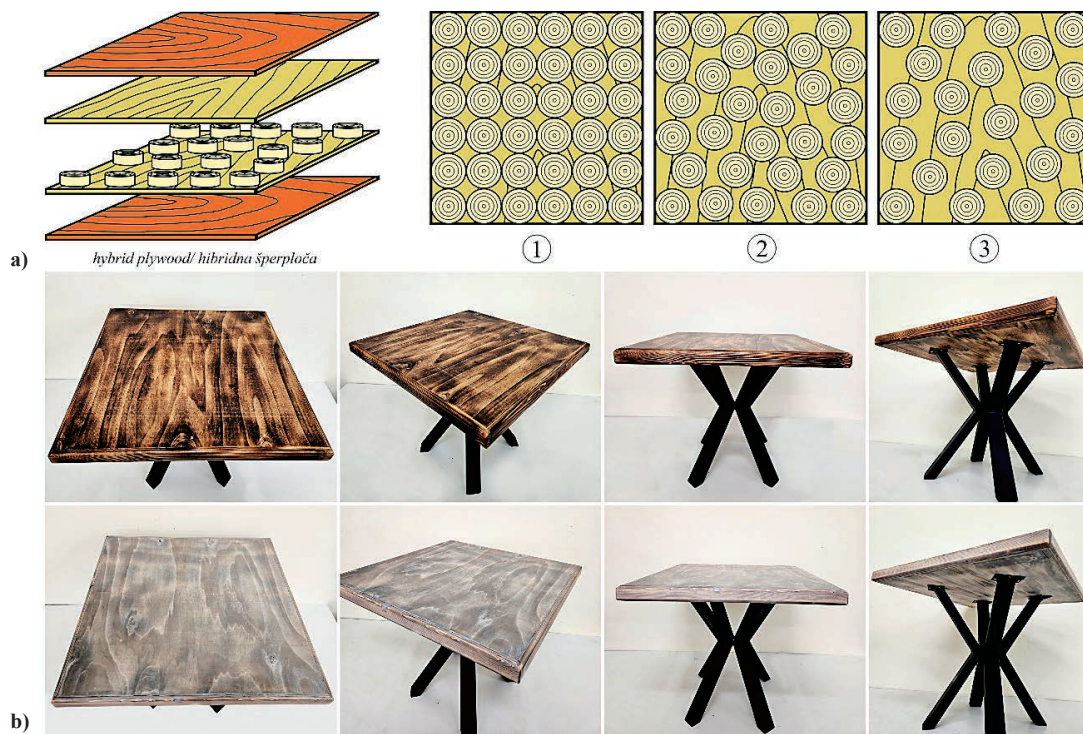 ① ② ③
a)
hybrid plywood/ hibridna šperploča
b)